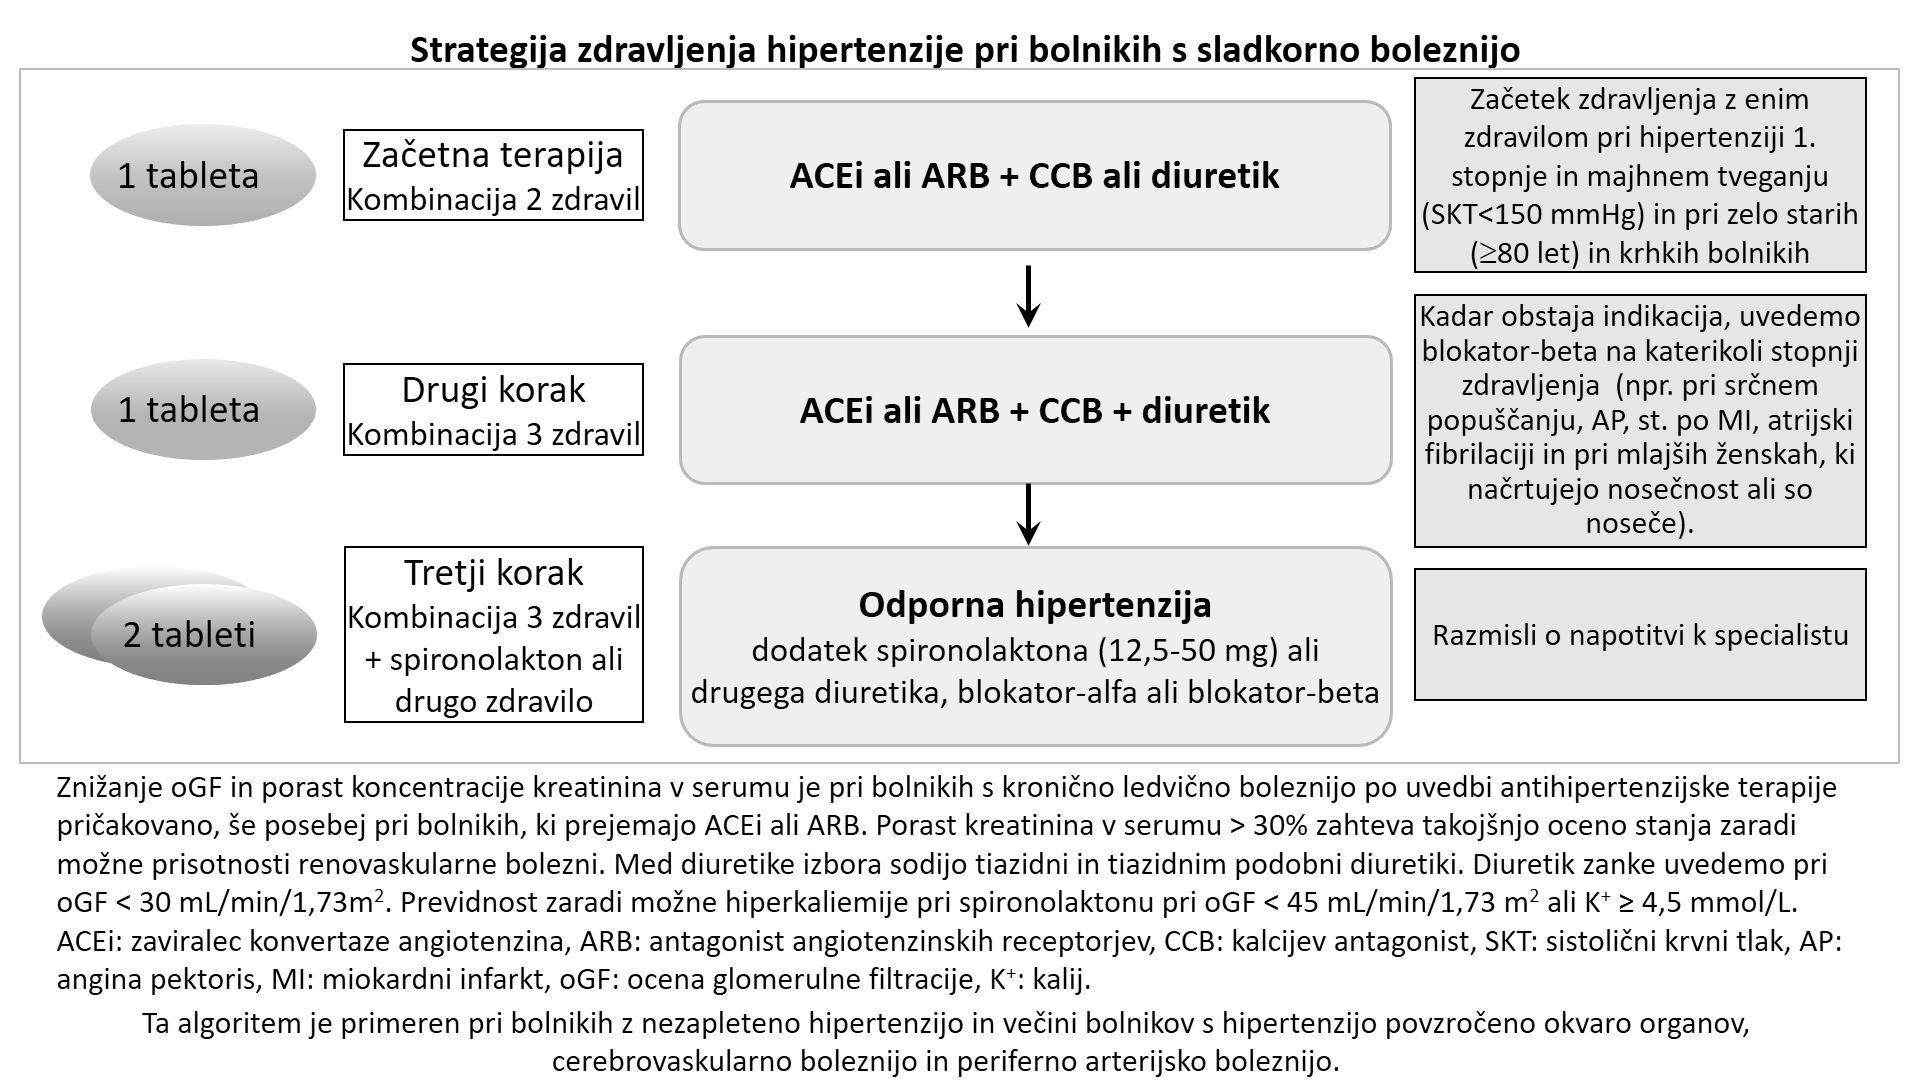 Strategija zdravljenja hipertenzije pri bolnikih s sladkorno boleznijo
1 tableta
Začetna terapija
Kombinacija 2 zdravil
ACEi ali ARB + CCB ali diuretik
Začetek zdravljenja z enim
zdravilom pri hipertenziji 1.
stopnje in majhnem tveganju
(SKT<150 mmHg) in pri zelo starih
(≥80 let) in krhkih bolnikih
1 tableta
Drugi korak
Kombinacija 3 zdravil
ACEi ali ARB + CCB + diuretik
Kadar obstaja indikacija, uvedemo
blokator-beta na katerikoli stopnji
zdravljenja (npr. pri srčnem
popuščanju, AP, st. po MI, atrijski
fibrilaciji in pri mlajših ženskah, ki
načrtujejo nosečnost ali so
noseče).
2 tableti
Tretji korak
Kombinacija 3 zdravil
+ spironolakton ali
drugo zdravilo
Odporna hipertenzija
dodatek spironolaktona (12,5-50 mg) ali
drugega diuretika, blokator-alfa ali blokator-beta
Razmisli o napotitvi k specialistu
Znižanje oGF in porast koncentracije kreatinina v serumu je pri bolnikih s kronično ledvično boleznijo po uvedbi antihipertenzijske terapije
pričakovano, še posebej pri bolnikih, ki prejemajo ACEi ali ARB. Porast kreatinina v serumu > 30% zahteva takojšnjo oceno stanja zaradi
možne prisotnosti renovaskularne bolezni. Med diuretike izbora sodijo tiazidni in tiazidnim podobni diuretiki. Diuretik zanke uvedemo pri
oGF < 30 mL/min/1,73m². Previdnost zaradi možne hiperkaliemije pri spironolaktonu pri oGF < 45 mL/min/1,73 m² ali K⁺ ≥ 4,5 mmol/L.
ACEi: zaviralec konvertaze angiotenzina, ARB: antagonist angiotenzinskih receptorjev, CCB: kalcijev antagonist, SKT: sistolični krvni tlak, AP:
angina pektoris, MI: miokardni infarkt, oGF: ocena glomerulne filtracije, K⁺: kalij.
Ta algoritem je primeren pri bolnikih z nezapleteno hipertenzijo in večini bolnikov s hipertenzijo povzročeno okvaro organov,
cerebrovaskularno boleznijo in periferno arterijsko boleznijo.